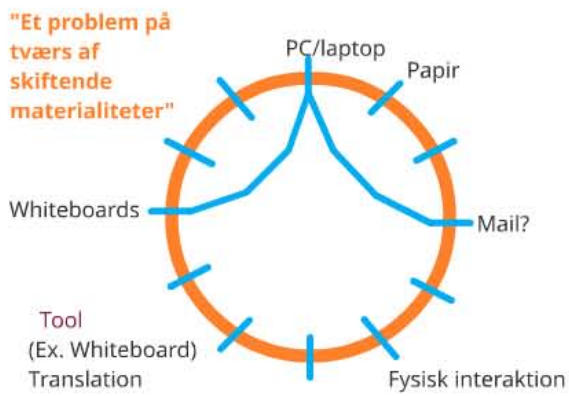 "Et problem på
tværs af
skiftende
materialiteter"
PC/laptop
Papir
Whiteboards
Mail?
Tool
(Ex. Whiteboard)
Translation
Fysisk interaktion